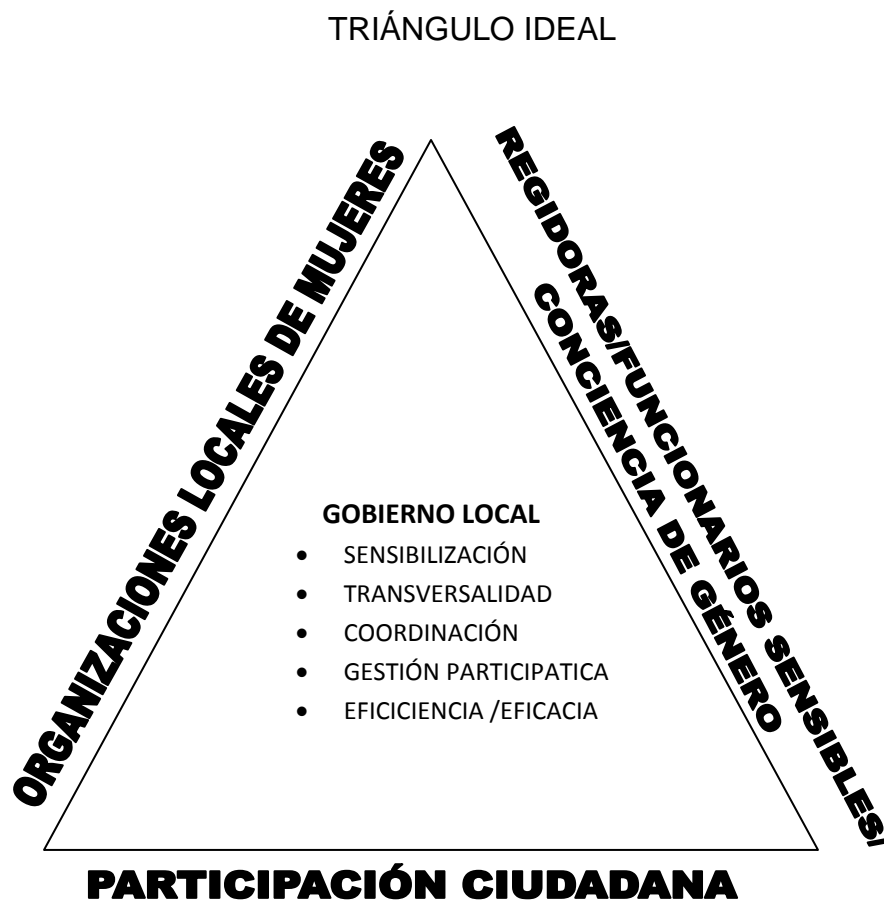 TRIÁNGULO IDEAL
ORGANIZACIONES LOCALES DE MUJERES
REGIDORAS/FUNCIONARIOS SENSIBLES/
CONCIENCIA DE GÉNERO
GOBIERNO LOCAL
• SENSIBILIZACIÓN
• TRANSVERSALIDAD
• COORDINACIÓN
• GESTIÓN PARTICIPATICA
• EFICICIENCIA /EFICACIA
PARTICIPACIÓN CIUDADANA